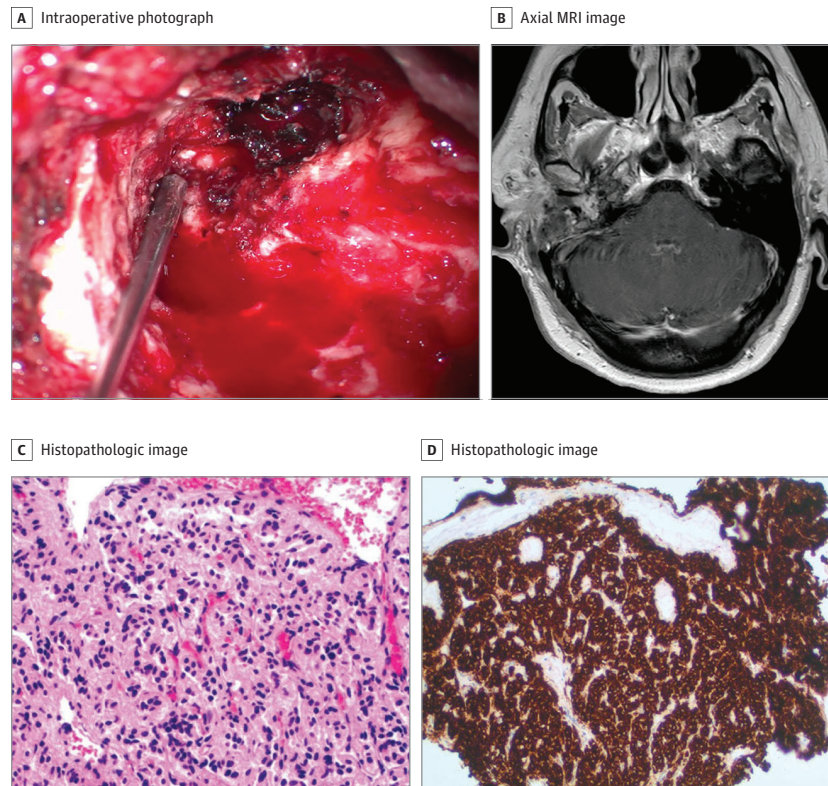 A Intraoperative photograph
B Axial MRI image
C Histopathologic image
D Histopathologic image